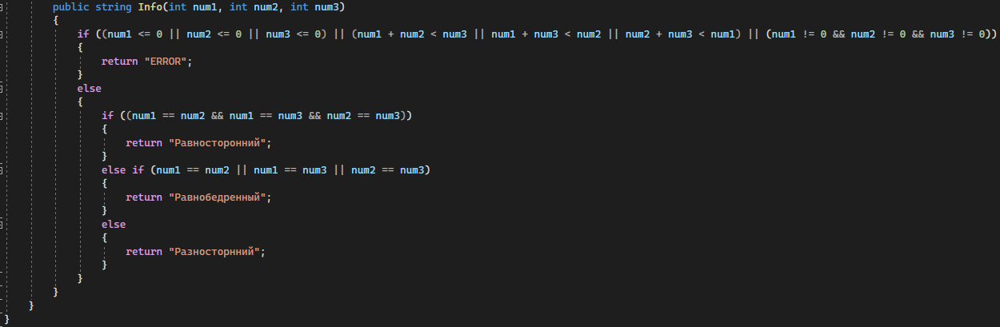 public string Info(int num1, int num2, int num3)
{
if ((num1 <= 0 || num2 <= 0 || num3 <= 0) || (num1 + num2 < num3 || num1 + num3 < num2 || num2 + num3 < num1) || (num1 != 0 && num2 != 0 && num3 != 0))
{
return "ERROR";
}
else
{
if ((num1 == num2 && num1 == num3 && num2 == num3))
{
return "Равносторонний";
}
else if (num1 == num2 || num1 == num3 || num2 == num3)
{
return "Равнобедренный";
}
else
{
return "Разносторнний";
}
}
}
}
}